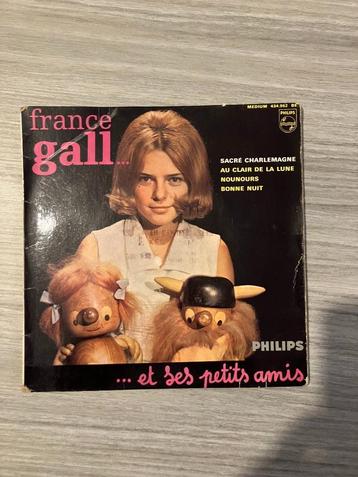 MEDIUM 434.962 BE
PHILIPS
france
gall...
SACRÉ CHARLEMAGNE
AU CLAIR DE LA LUNE
NOUNOURS
BONNE NUIT
PHILIPS
... et ses petits amis